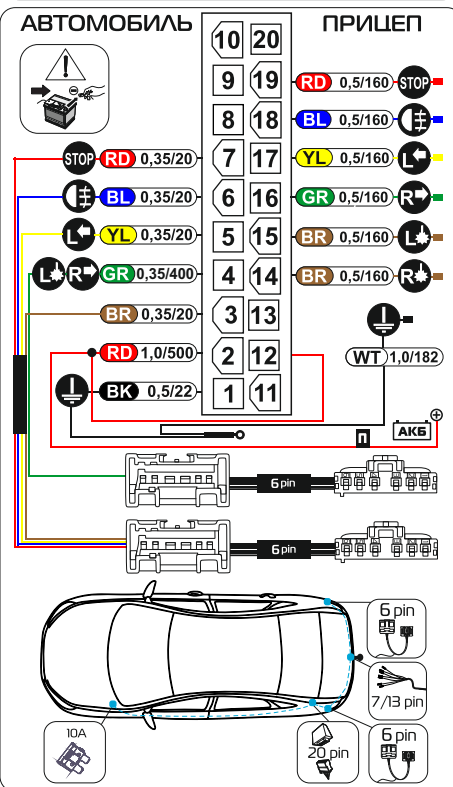 АВТОМОБИЛЬ ПРИЦЕП
10 20
9 19 RD 0,5/160 STOP
8 18 BL 0,5/160
STOP RD 0,35/20 7 17 YL 0,5/160 L
BL 0,35/20 6 16 GR 0,5/160 R
L YL 0,35/20 5 15 BR 0,5/160 L
L R GR 0,35/400 4 14 BR 0,5/160 R
BR 0,35/20 3 13
RD 1,0/500 2 12 WT 1,0/182
BK 0,5/22 1 11
П АКБ
6 pin
6 pin
6 pin
7/13 pin
10A 20 pin 6 pin